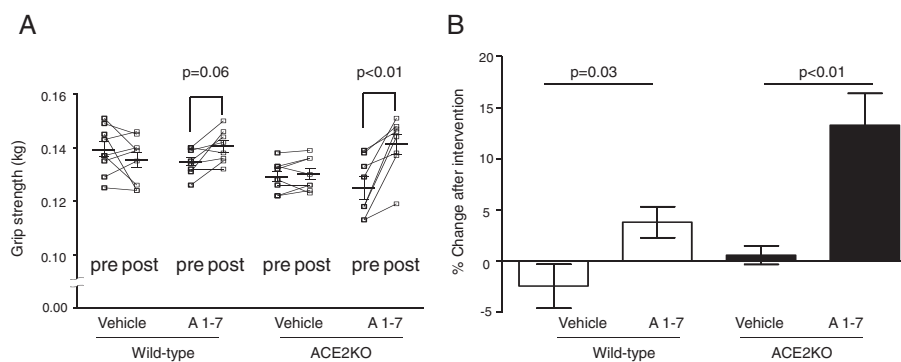 A
p=0.06
p<0.01
0.16
0.14
0.12
0.10
0.00
Grip strength (kg)
pre post
pre post
pre post
pre post
Vehicle
A 1-7
Vehicle
A 1-7
Wild-type
ACE2KO
B
p=0.03
p<0.01
20
15
10
5
0
-5
% Change after intervention
Vehicle
A 1-7
Vehicle
A 1-7
Wild-type
ACE2KO